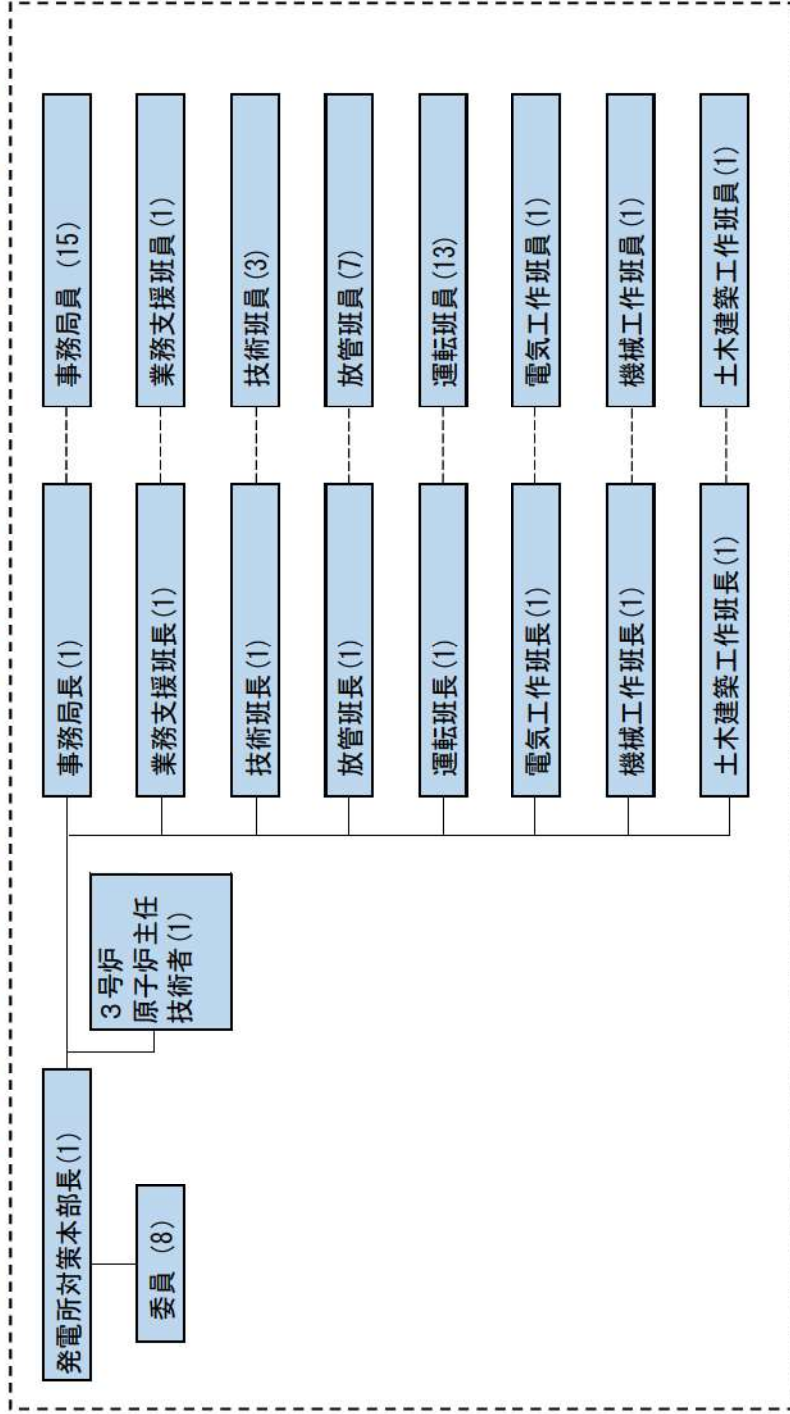 発電所対策本部長(1)
委員 (8)
3号炉
原子炉主任
技術者(1)
事務局長(1)
事務局員 (15)
業務支援班長(1)
業務支援班員(1)
技術班長(1)
技術班員(3)
放管班長(1)
放管班員(7)
運転班長(1)
運転班員(13)
電気工作班長(1)
電気工作班員(1)
機械工作班長(1)
機械工作班員(1)
土木建築工作班長(1)
土木建築工作班員(1)